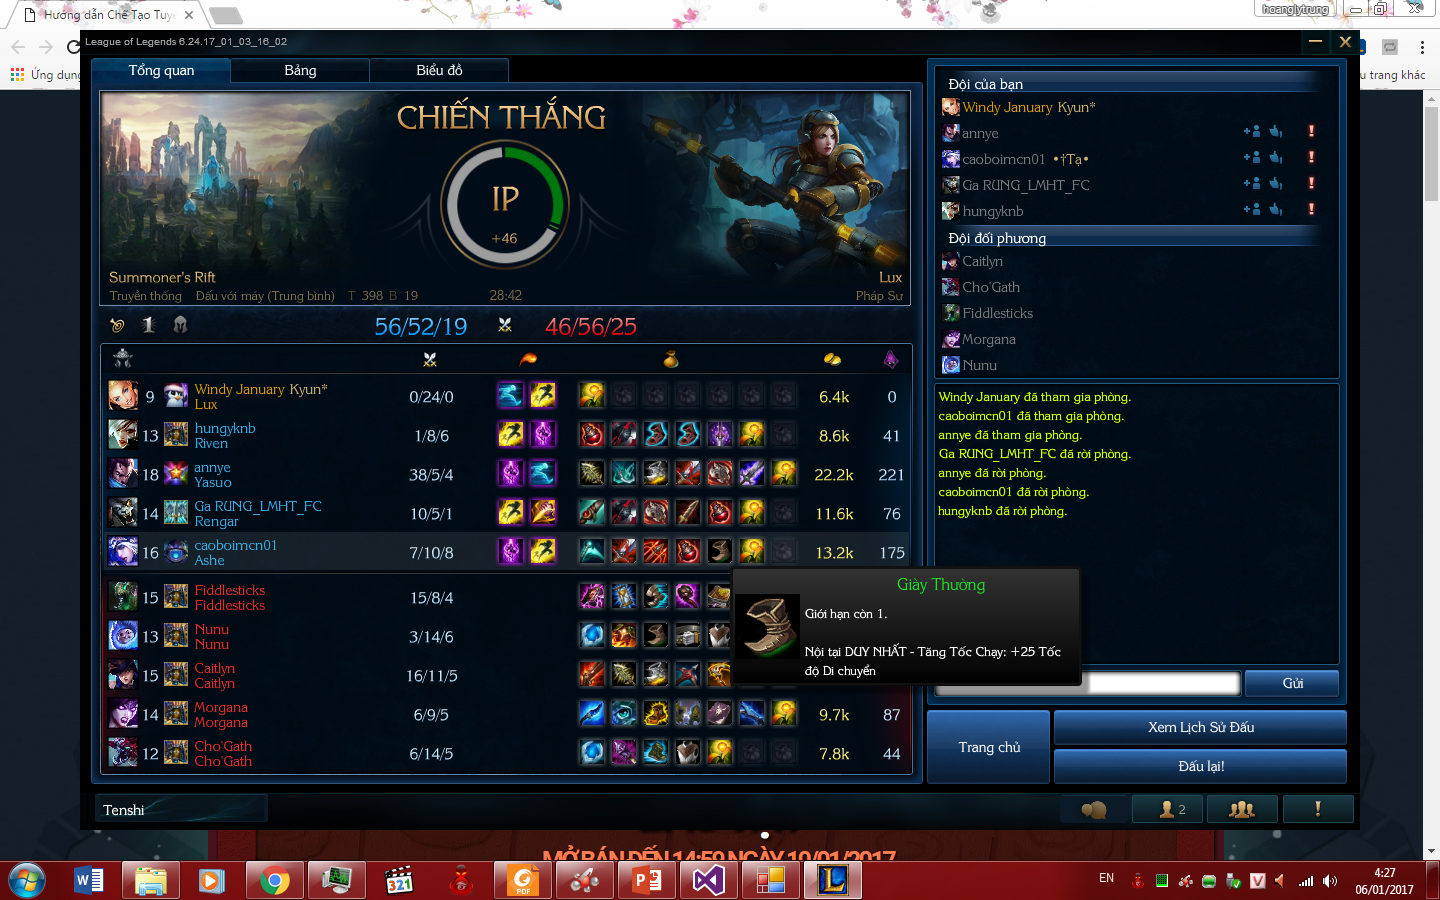 Hướng dẫn Chế Tạo Tuy
hoanglytrung
Ứng dụng
u trang khác
League of Legends 6.24.17_01_03_16_02
Tổng quan
Bảng
Biểu đồ
CHIẾN THẮNG
IP
+46
Summoner's Rift
Lux
Truyền thống Đấu với máy (Trung bình) T 398 B 19
28:42
Pháp Sư
1
56/52/19
46/56/25
9 Windy January Kyun*
Lux
0/24/0 6.4k 0
13 hungyknb
Riven
1/8/6 8.6k 41
18 annye
Yasuo
38/5/4 22.2k 221
14 Ga RUNG_LMHT_FC
Rengar
10/5/1 11.6k 76
16 caoboimcn01
Ashe
7/10/8 13.2k 175
15 Fiddlesticks
Fiddlesticks
15/8/4
13 Nunu
Nunu
3/14/6
15 Caitlyn
Caitlyn
16/11/5
14 Morgana
Morgana
6/9/5 9.7k 87
12 Cho'Gath
Cho'Gath
6/14/5 7.8k 44
Giày Thường
Giới hạn còn 1.
Nội tại DUY NHẤT - Tăng Tốc Chạy: +25 Tốc
độ Di chuyển
Đội của bạn
Windy January Kyun*
annye
caoboimcn01 •†Tạ•
Ga RUNG_LMHT_FC
hungyknb
Đội đối phương
Caitlyn
Cho'Gath
Fiddlesticks
Morgana
Nunu
Windy January đã tham gia phòng.
caoboimcn01 đã tham gia phòng.
annye đã tham gia phòng.
Ga RUNG_LMHT_FC đã rời phòng.
annye đã rời phòng.
caoboimcn01 đã rời phòng.
hungyknb đã rời phòng.
Gửi
Trang chủ
Xem Lịch Sử Đấu
Đấu lại!
Tenshi
2
MỞ BÁN ĐẾN 14:59 NGÀY 10/01/2017
321
PDF
EN
4:27
06/01/2017